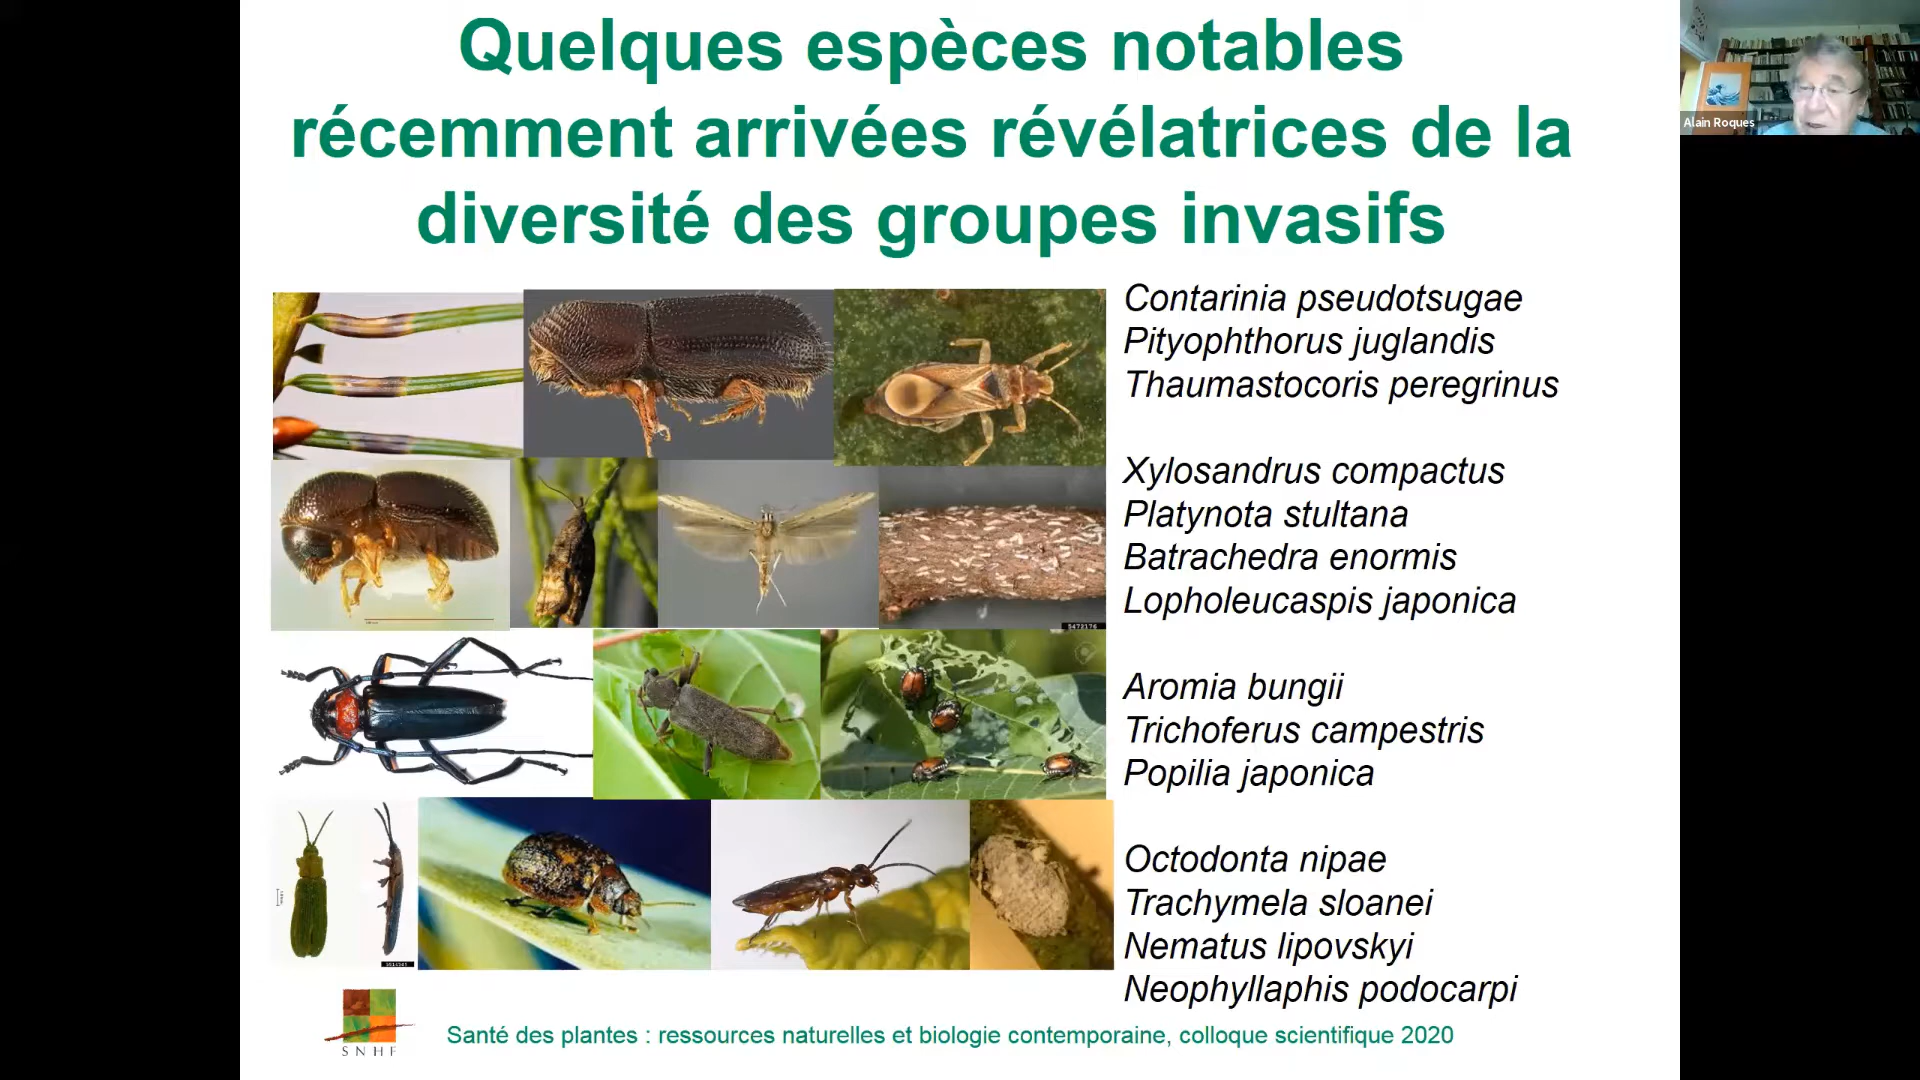 Quelques espèces notables
récemment arrivées révélatrices de la
diversité des groupes invasifs
Alain Roques
Contarinia pseudotsugae
Pityophthorus juglandis
Thaumastocoris peregrinus
Xylosandrus compactus
Platynota stultana
Batrachedra enormis
Lopholeucaspis japonica
5472176
Aromia bungii
Trichoferus campestris
Popilia japonica
Octodonta nipae
Trachymela sloanei
Nematus lipovskyi
Neophyllaphis podocarpi
SNHF
Santé des plantes : ressources naturelles et biologie contemporaine, colloque scientifique 2020